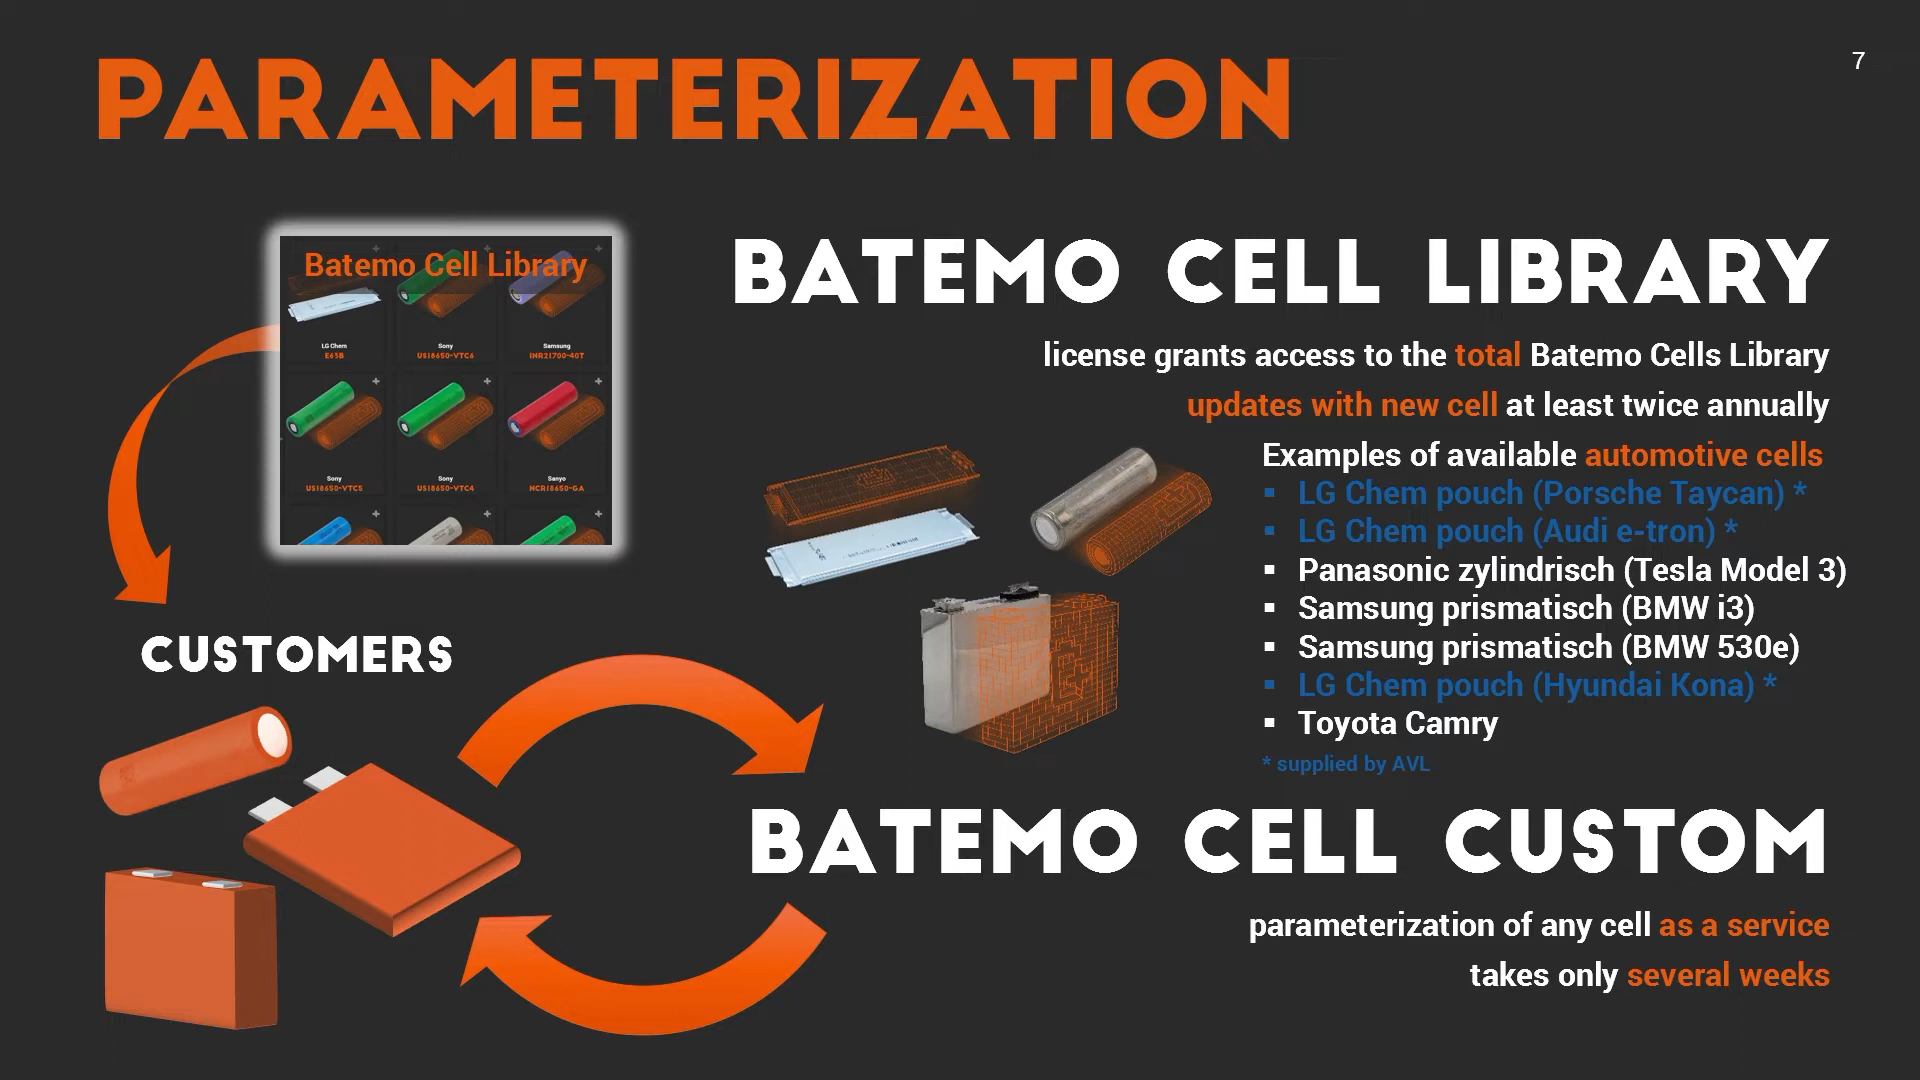 PARAMETERIZATION
7
Batemo Cell Library
LG Chem
E63B
Sony
US18650-VTC6
Samsung
INR21700-40T
Sony
US18650-VTC5
Sony
US18650-VTC4
Sanyo
NCR18650-GA
CUSTOMERS
BATEMO CELL LIBRARY
license grants access to the total Batemo Cells Library
updates with new cell at least twice annually
Examples of available automotive cells
▪ LG Chem pouch (Porsche Taycan) *
▪ LG Chem pouch (Audi e-tron) *
▪ Panasonic zylindrisch (Tesla Model 3)
▪ Samsung prismatisch (BMW i3)
▪ Samsung prismatisch (BMW 530e)
▪ LG Chem pouch (Hyundai Kona) *
▪ Toyota Camry
* supplied by AVL
BATEMO CELL CUSTOM
parameterization of any cell as a service
takes only several weeks